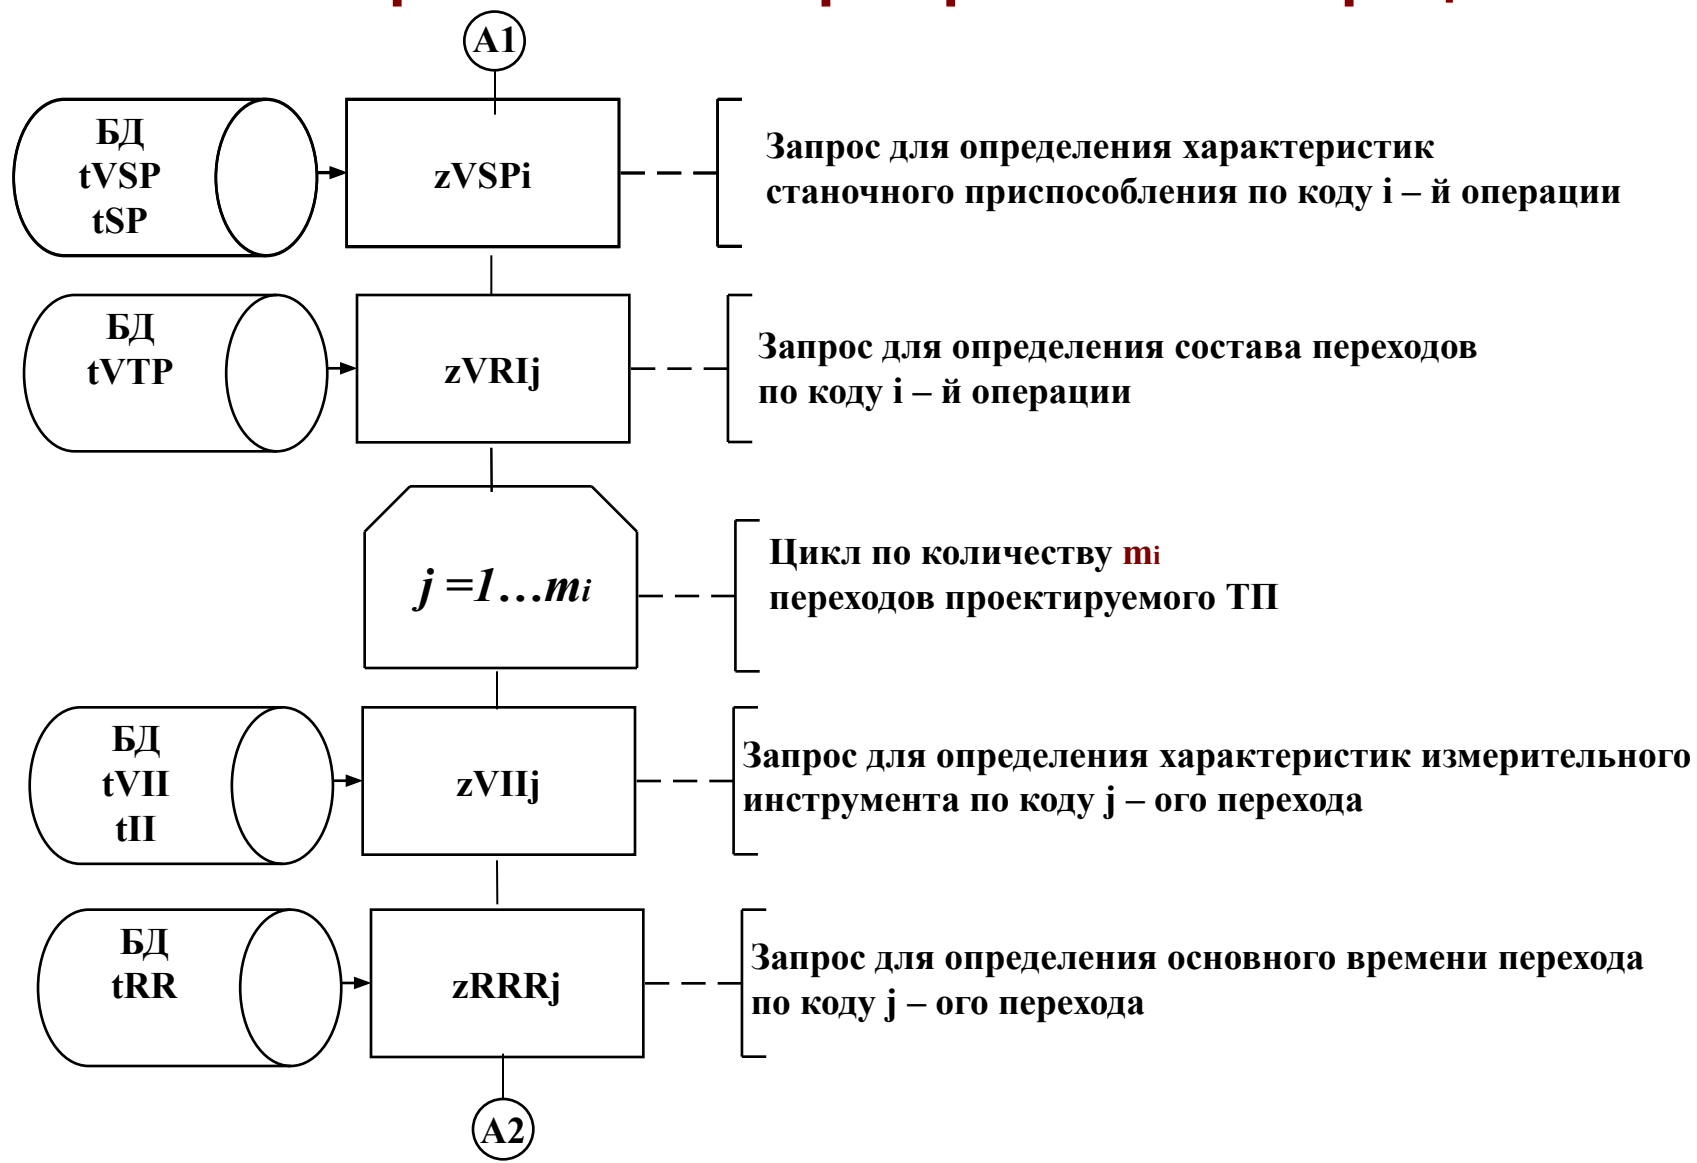 А1
БД
tVSP
tSP
zVSPi
Запрос для определения характеристик
станочного приспособления по коду i – й операции
БД
tVTP
zVRIj
Запрос для определения состава переходов
по коду i – й операции
j =1…mi
Цикл по количеству mi
переходов проектируемого ТП
БД
tVII
tII
zVIIj
Запрос для определения характеристик измерительного
инструмента по коду j – ого перехода
БД
tRR
zRRRj
Запрос для определения основного времени перехода
по коду j – ого перехода
А2